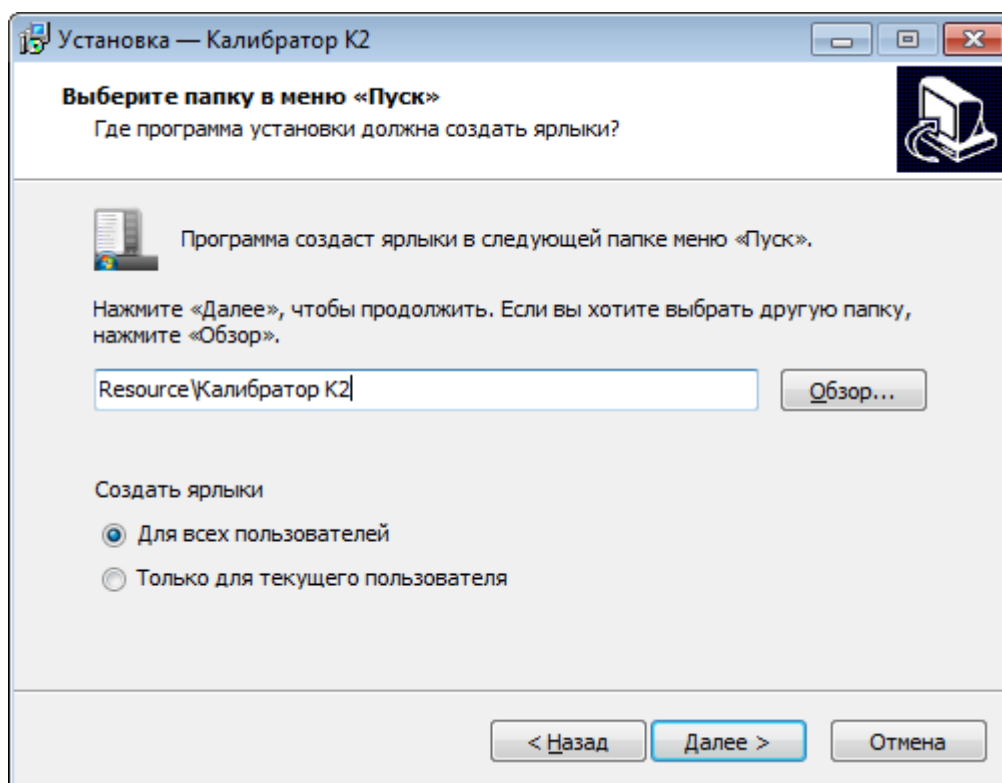 Установка — Калибратор К2
Выберите папку в меню «Пуск»
Где программа установки должна создать ярлыки?
Программа создаст ярлыки в следующей папке меню «Пуск».
Нажмите «Далее», чтобы продолжить. Если вы хотите выбрать другую папку,
нажмите «Обзор».
Resource\Калибратор К2
Обзор...
Создать ярлыки
Для всех пользователей
Только для текущего пользователя
< Назад
Далее >
Отмена